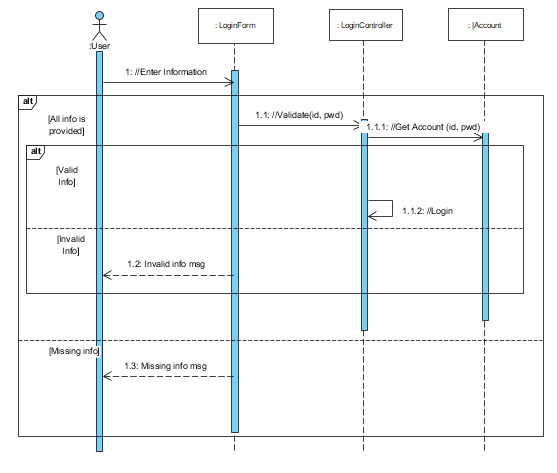 : LoginForm
: LoginController
: |Account
:User
1: //Enter Information
alt
1.1: //Validate(id, pwd)
[All info is
provided]
1.1.1: //Get Account (id, pwd)
alt
[Valid
Info]
1.1.2: //Login
[Invalid
Info]
1.2: Invalid info msg
[Missing info]
1.3: Missing info msg